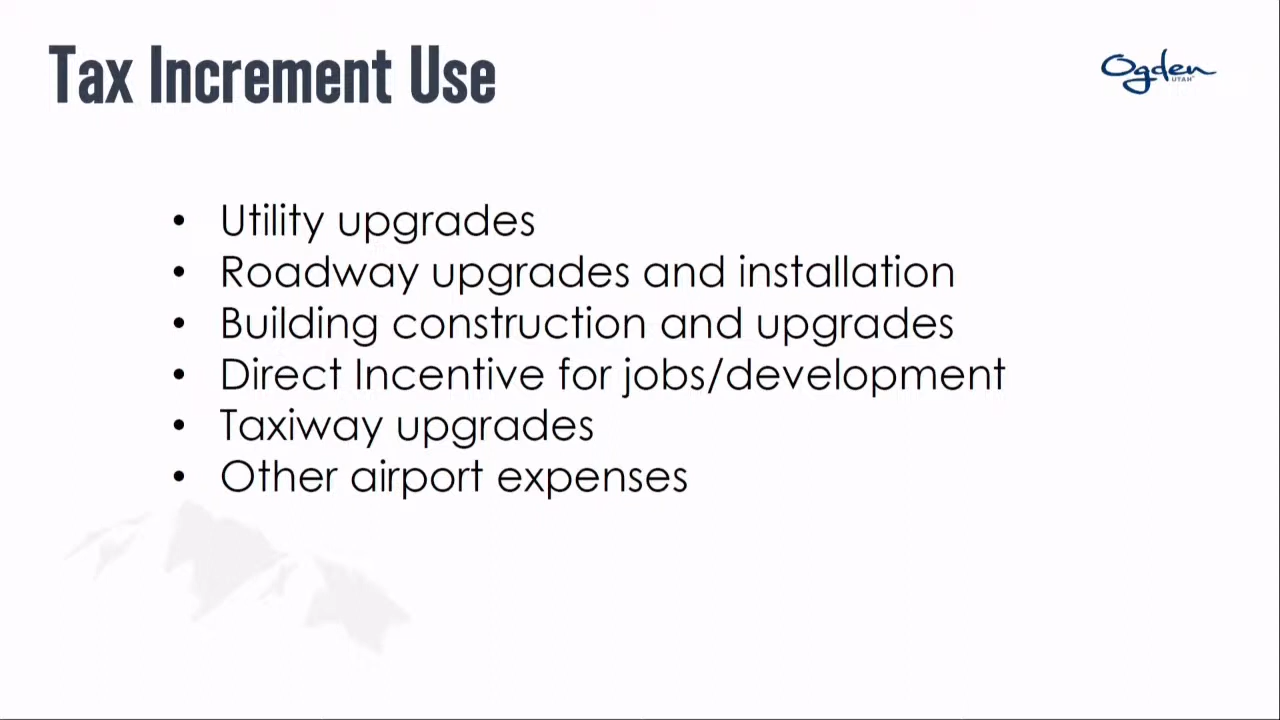 Tax Increment Use
Ogden
UTAH
• Utility upgrades
• Roadway upgrades and installation
• Building construction and upgrades
• Direct Incentive for jobs/development
• Taxiway upgrades
• Other airport expenses